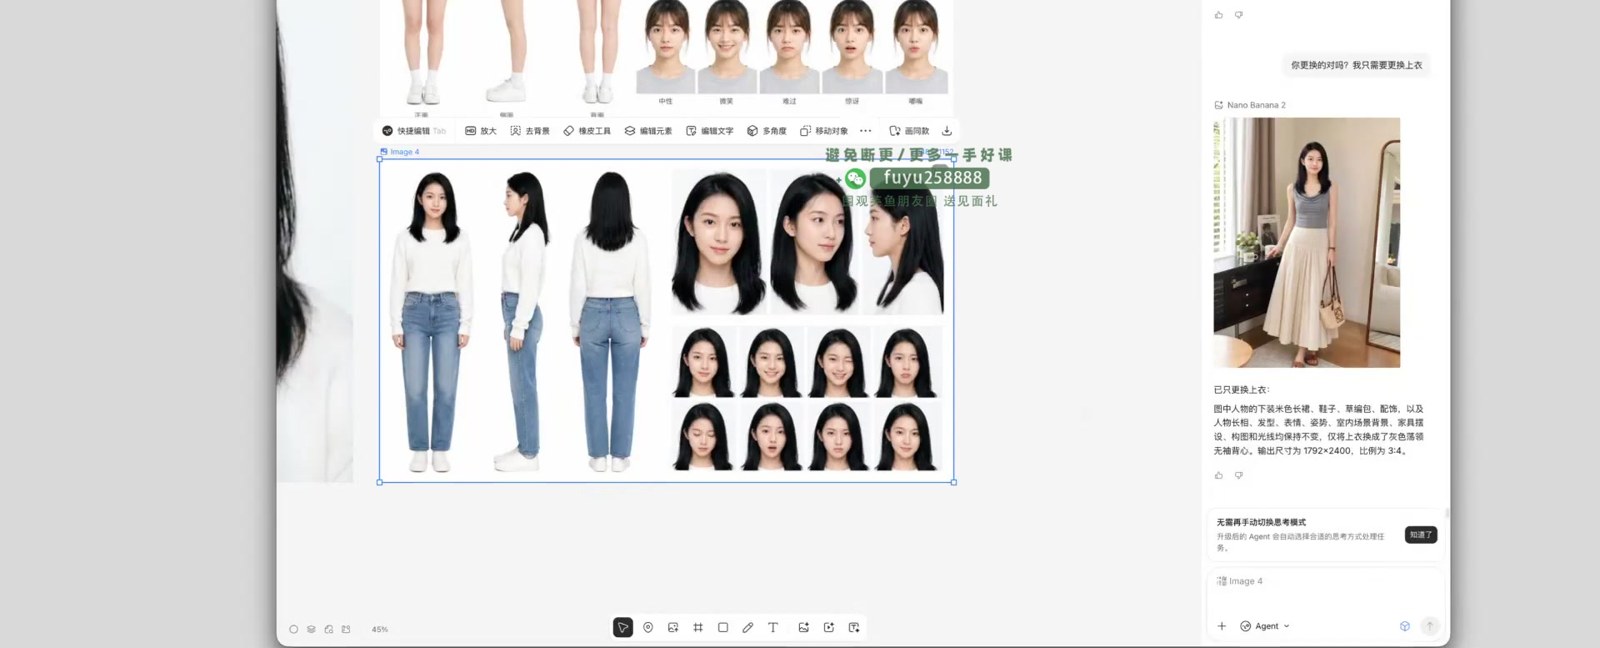 中性
微笑
难过
惊讶
嘟嘴
正面
侧面
背面
快捷编辑 Tab
HD 放大
去背景
橡皮工具
编辑元素
编辑文字
多角度
移动对象
画同款
Image 4
避免断更/更多一手好课
fuyu258888
送见面礼
45%
你更换的对吗？我只需要更换上衣
Nano Banana 2
已只更换上衣：
图中人物的下装米色长裙、鞋子、草编包、配饰，以及
人物长相、发型、表情、姿势、室内场景背景、家具摆
设、构图和光线均保持不变，仅将上衣换成了灰色荡领
无袖背心。输出尺寸为 1792×2400，比例为 3:4。
无需再手动切换思考模式
升级后的 Agent 会自动选择合适的思考方式处理任
务。
知道了
Image 4
Agent